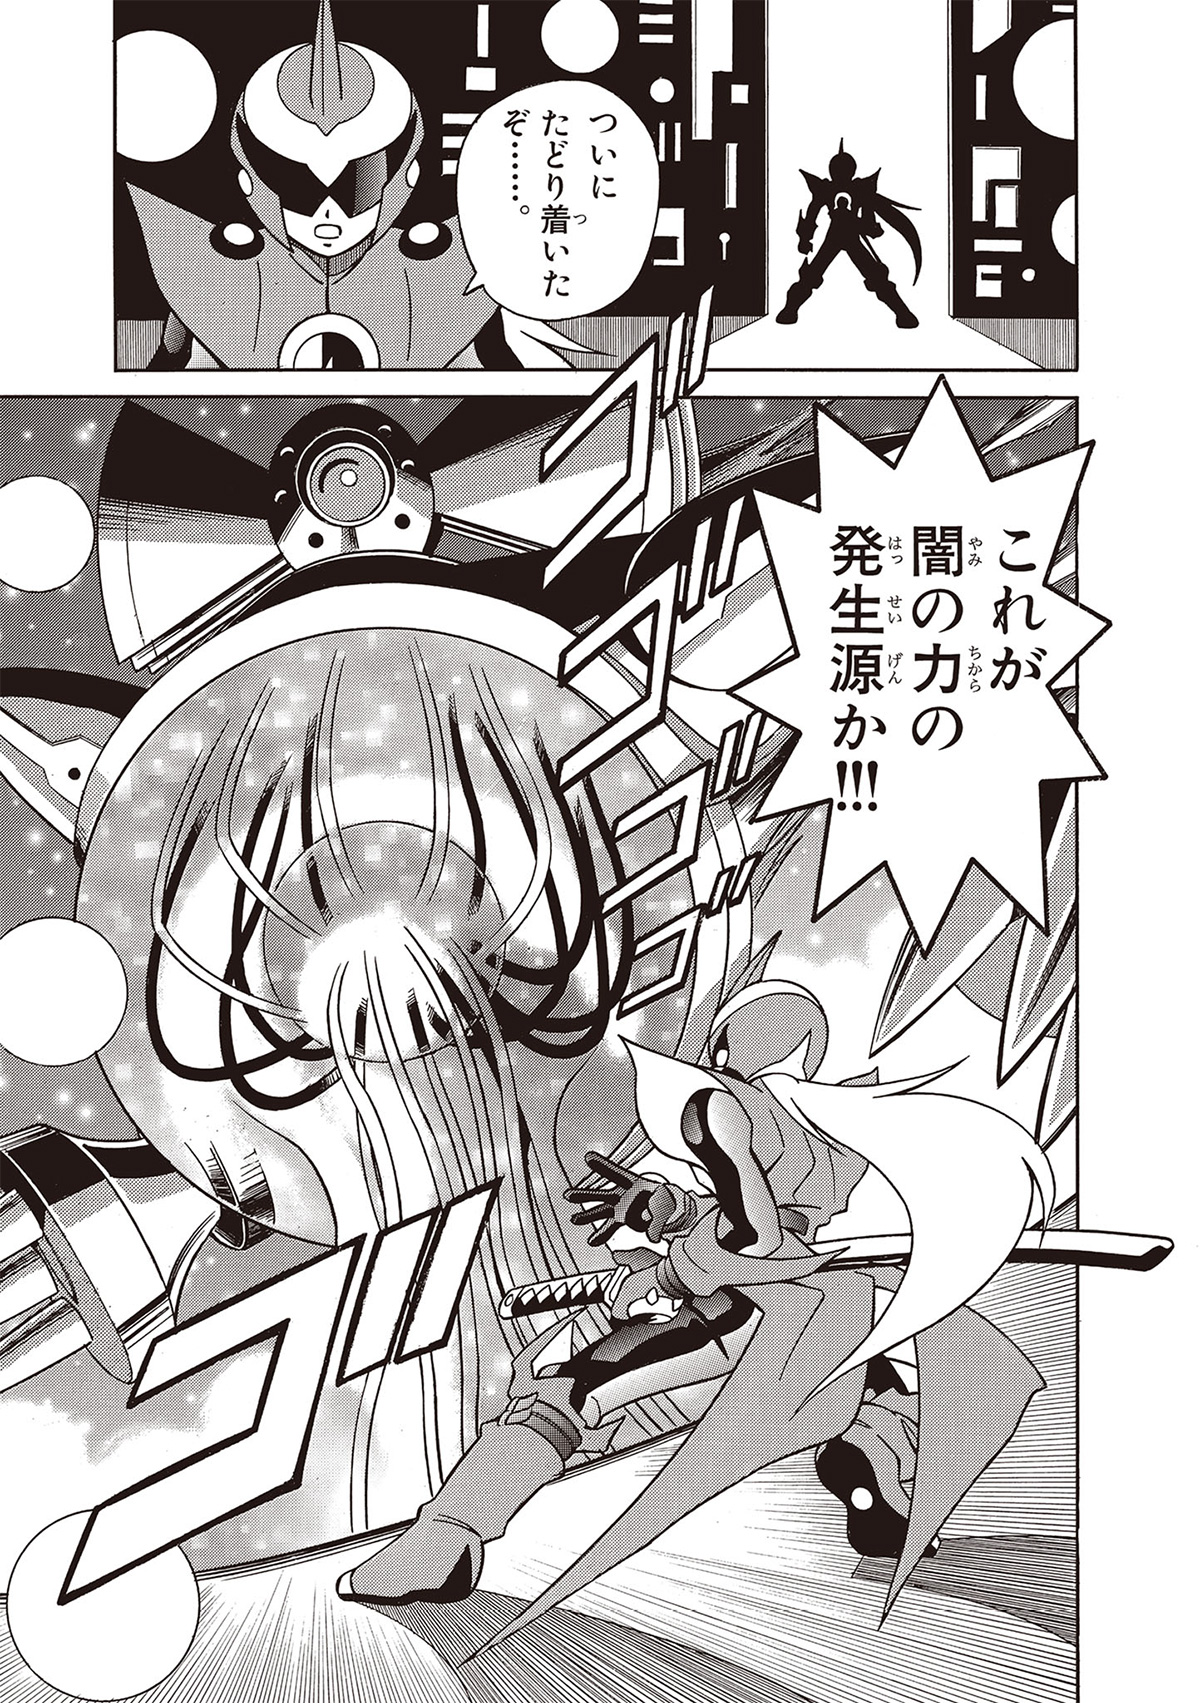 ついに
たどり着いた
ぞ……。
これが
闇の力の
発生源か!!!
ゴゴゴゴゴゴ
ゴ